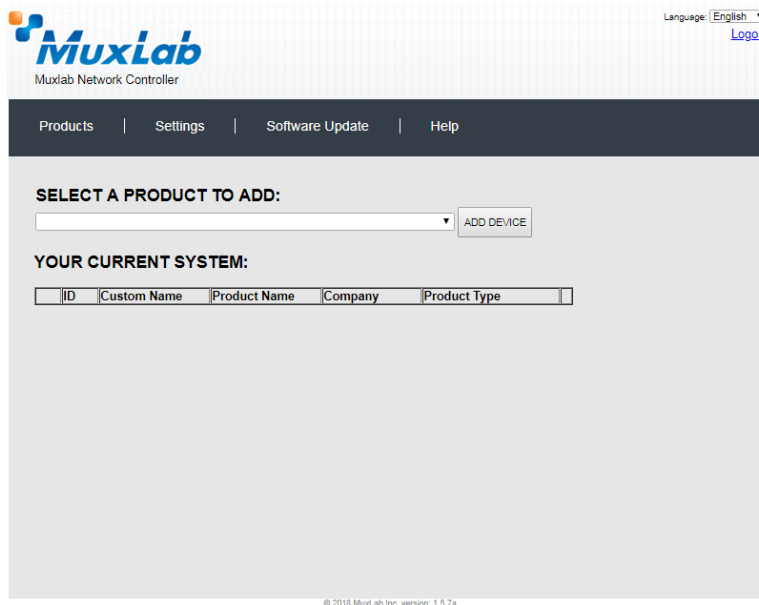 Language: English
Logo
MuxLab
Muxlab Network Controller
Products | Settings | Software Update | Help
SELECT A PRODUCT TO ADD:
ADD DEVICE
YOUR CURRENT SYSTEM:
ID Custom Name Product Name Company Product Type
© 2018 MuxLab Inc. version: 1.5.7a